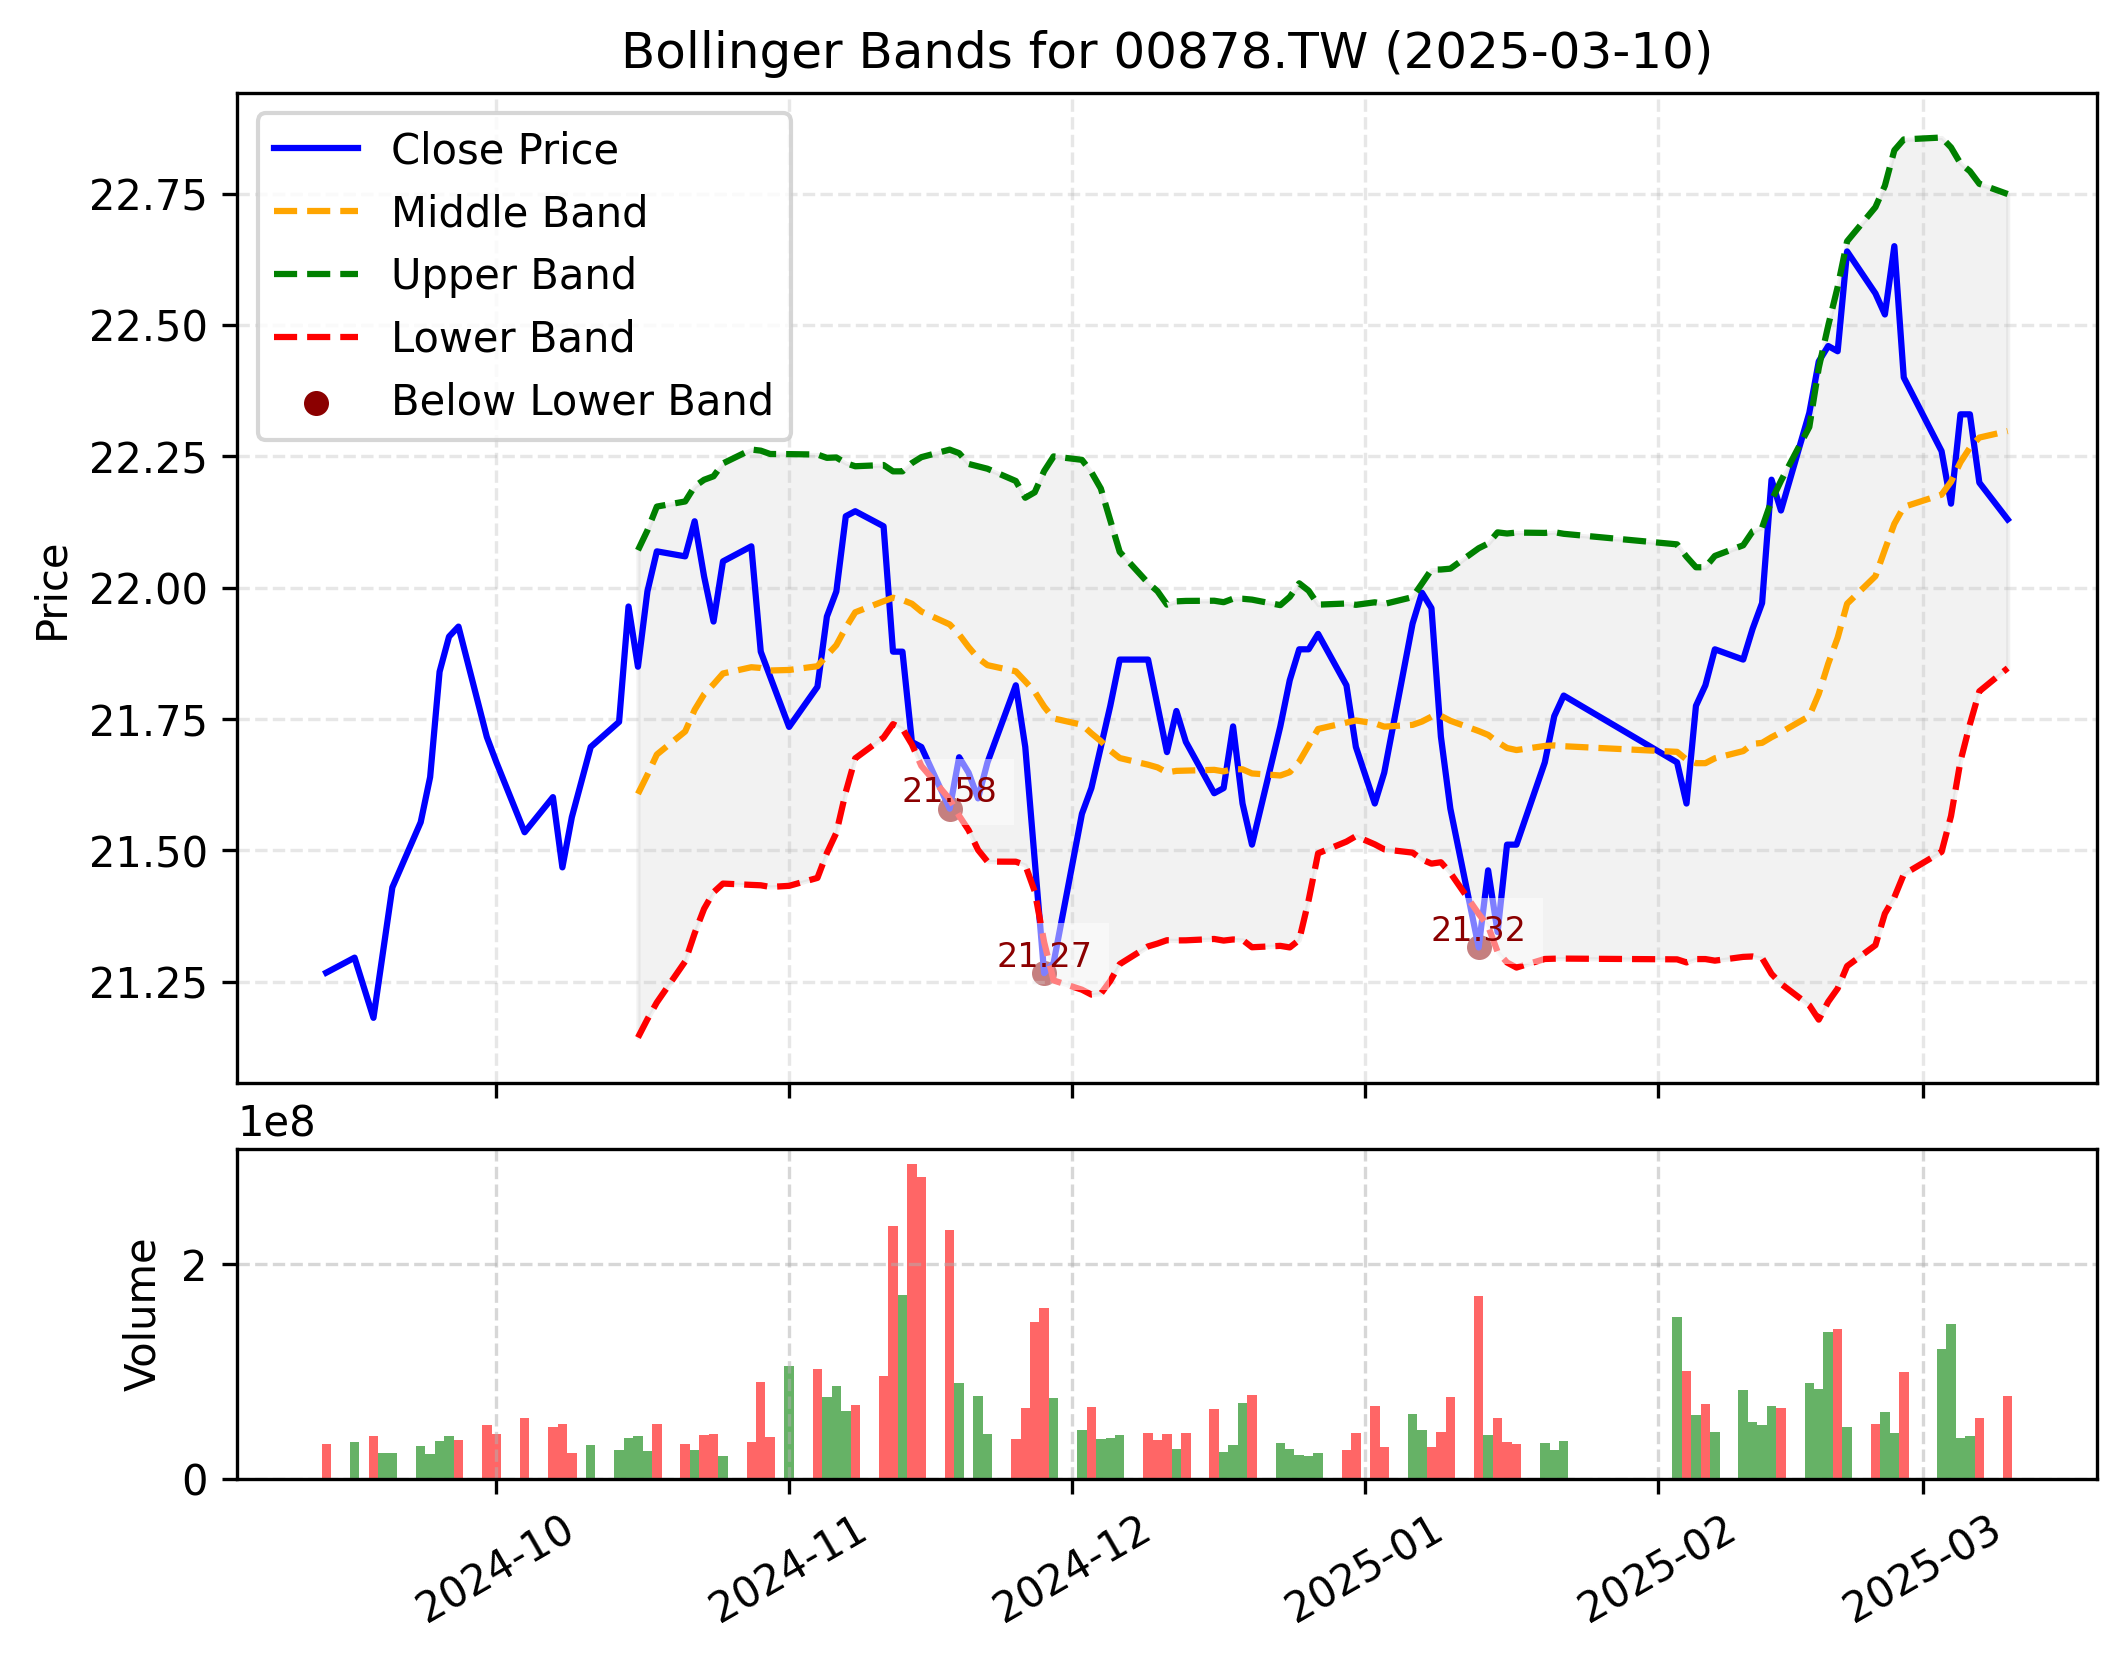 Bollinger Bands for 00878.TW (2025-03-10)
Close Price
Middle Band
Upper Band
Lower Band
Below Lower Band
Price
22.75
22.50
22.25
22.00
21.75
21.50
21.25
21.58
21.27
21.32
1e8
Volume
2
0
2024-10
2024-11
2024-12
2025-01
2025-02
2025-03